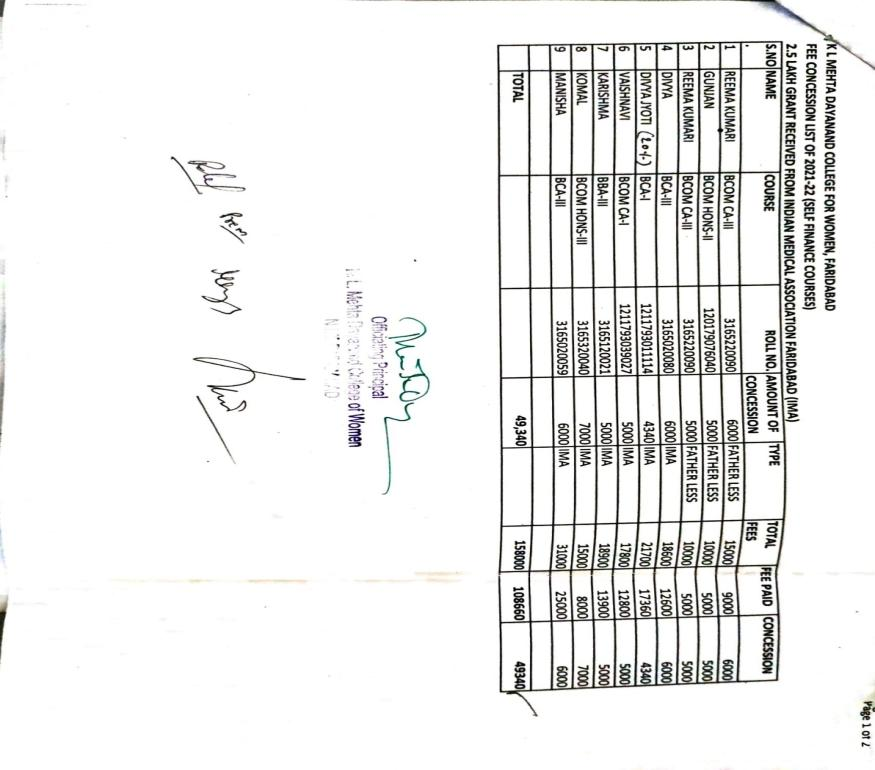 Page 1 of 2
K L MEHTA DAYANAND COLLEGE FOR WOMEN, FARIDABAD
FEE CONCESSION LIST OF 2021-22 (SELF FINANCE COURSES)
2.5 LAKH GRANT RECEIVED FROM INDIAN MEDICAL ASSOCIATION FARIDABAD (IMA)
S.NO NAME COURSE ROLL NO. AMOUNT OF CONCESSION TYPE TOTAL FEES FEE PAID CONCESSION
1 REEMA KUMARI BCOM CA-III 3165220090 6000 FATHER LESS 15000 9000 6000
2 GUNJAN BCOM HONS-II 120179076040 5000 FATHER LESS 10000 5000 5000
3 REEMA KUMARI BCOM CA-III 3165220090 5000 FATHER LESS 10000 5000 5000
4 DIVYA BCA-III 3165020080 6000 IMA 18600 12600 6000
5 DIVYA JYOTI (20%) BCA-I 1211793021114 4340 IMA 21700 17360 4340
6 VAISHNAVI BCOM CA-I 1211793039027 5000 IMA 17800 12800 5000
7 KARISHMA BBA-III 3165120021 5000 IMA 18900 13900 5000
8 KOMAL BCOM HONS-III 3165320040 7000 IMA 15000 8000 7000
9 MANISHA BCA-III 3165020059 6000 IMA 31000 25000 6000
TOTAL 49,340 158000 108660 49340
Officiating Principal
L. Mehta Dayanand College of Women